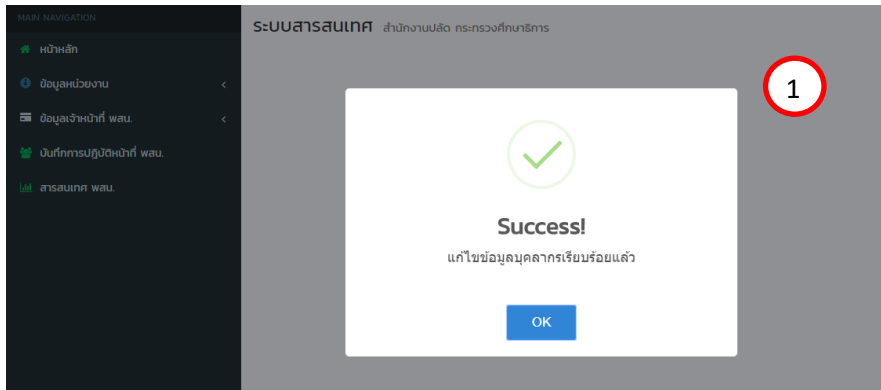 MAIN NAVIGATION
หน้าหลัก
ข้อมูลหน่วยงาน
ข้อมูลเจ้าหน้าที่ พสน.
บันทึกการปฏิบัติหน้าที่ พสน.
สารสนเทศ พสน.
ระบบสารสนเทศ สำนักงานปลัด กระทรวงศึกษาธิการ
1
Success!
แก้ไขข้อมูลบุคลากรเรียบร้อยแล้ว
OK